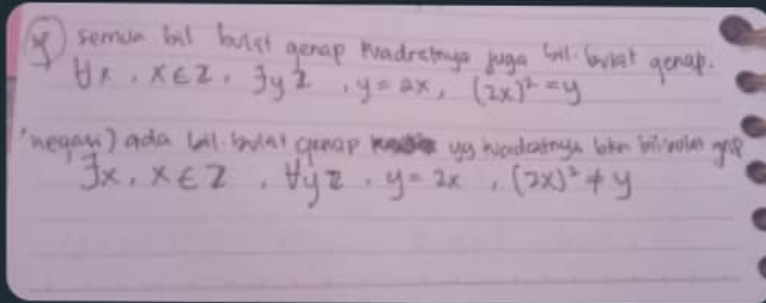 semua bil bulat genap kuadratnya juga bil. bulat genap.
∀x, x ∈ Z, ∃y Z, y = 2x, (2x)² = y
negasi) ada bil. bulat genap yg kuadratnya bkn bil. bulat gnp
∃x, x ∈ Z, ∀y Z, y = 2x, (2x)² ≠ y